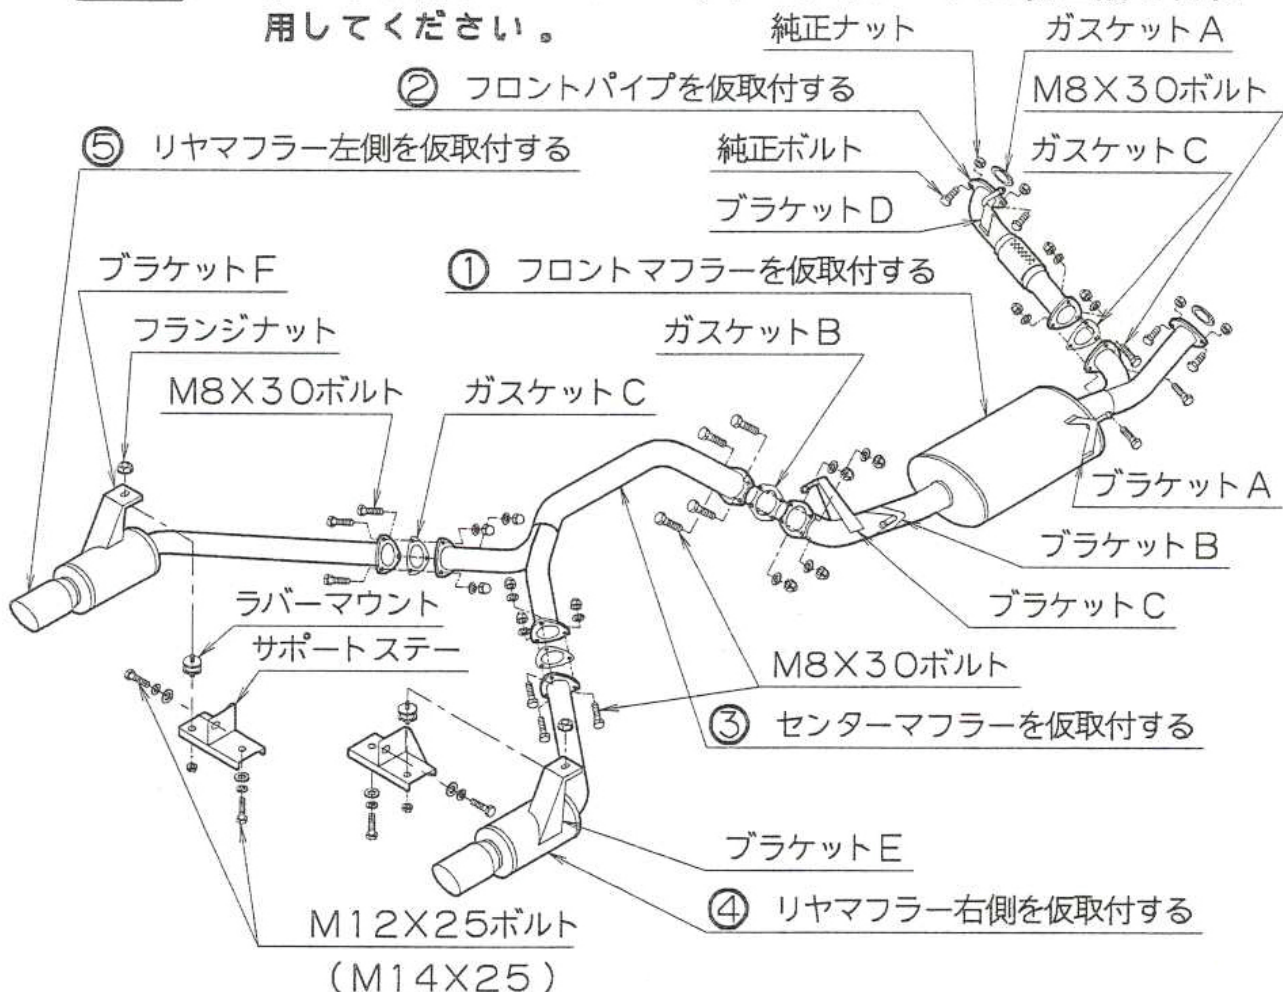 用してください。
純正ナット
ガスケットA
② フロントパイプを仮取付する
M8X30ボルト
⑤ リヤマフラー左側を仮取付する
純正ボルト
ガスケットC
ブラケットD
ブラケットF
① フロントマフラーを仮取付する
フランジナット
ガスケットB
M8X30ボルト
ガスケットC
ブラケットA
ブラケットB
ラバーマウント
ブラケットC
サポートステー
M8X30ボルト
③ センターマフラーを仮取付する
ブラケットE
④ リヤマフラー右側を仮取付する
M12X25ボルト
(M14X25)